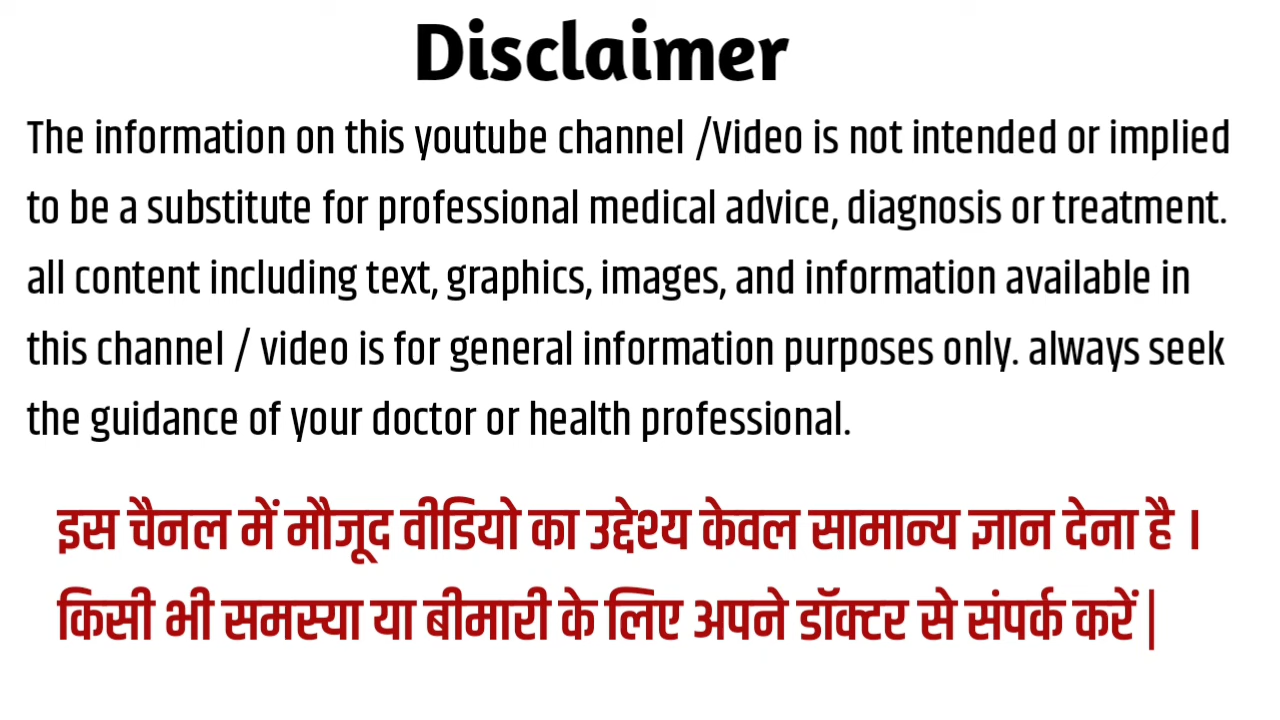 Disclaimer
The information on this youtube channel /Video is not intended or implied
to be a substitute for professional medical advice, diagnosis or treatment.
all content including text, graphics, images, and information available in
this channel / video is for general information purposes only. always seek
the guidance of your doctor or health professional.
इस चैनल में मौजूद वीडियो का उद्देश्य केवल सामान्य ज्ञान देना है ।
किसी भी समस्या या बीमारी के लिए अपने डॉक्टर से संपर्क करें |